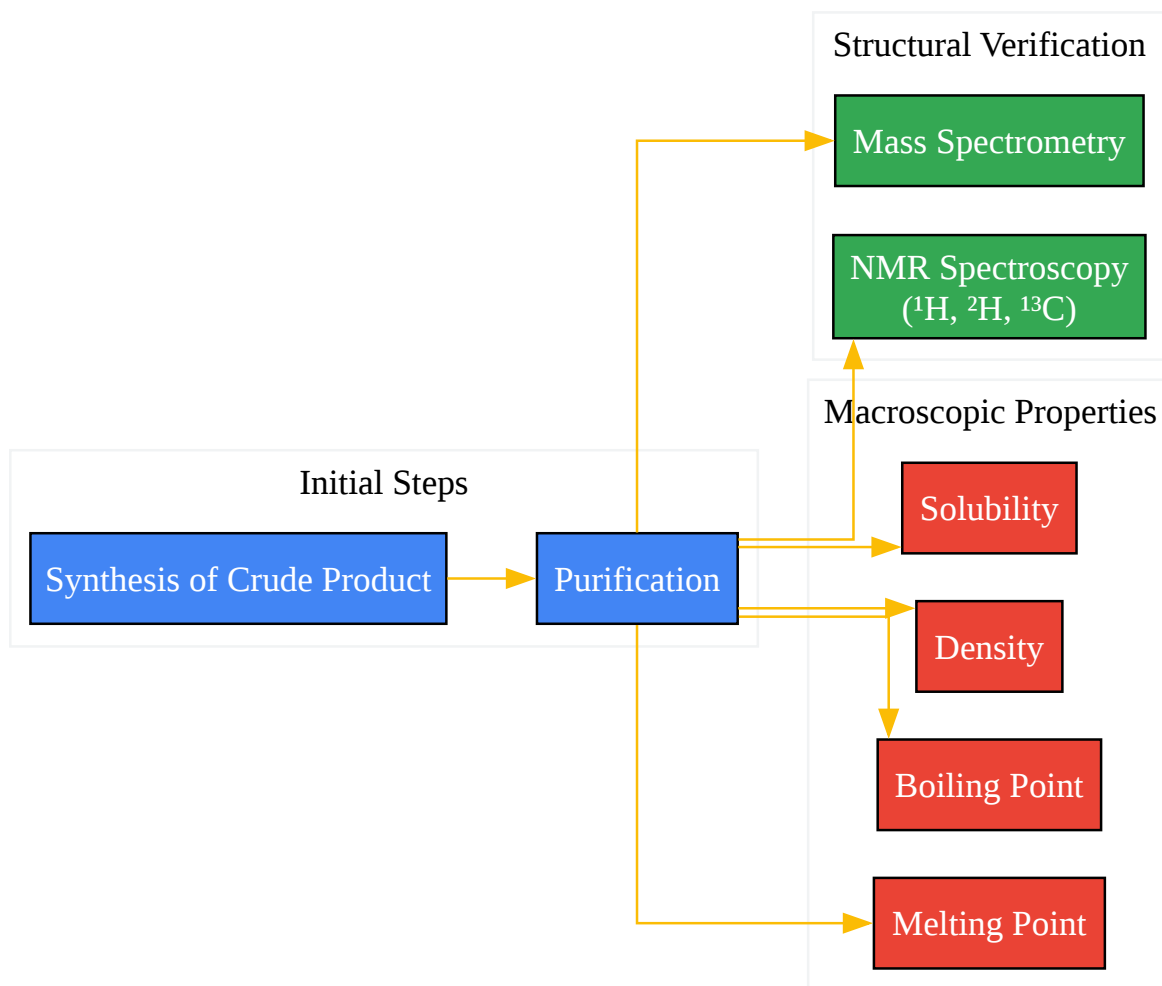 Structural Verification
Mass Spectrometry
NMR Spectroscopy
(¹H, ²H, ¹³C)
Macroscopic Properties
Initial Steps
Solubility
Synthesis of Crude Product
Purification
Density
Boiling Point
Melting Point